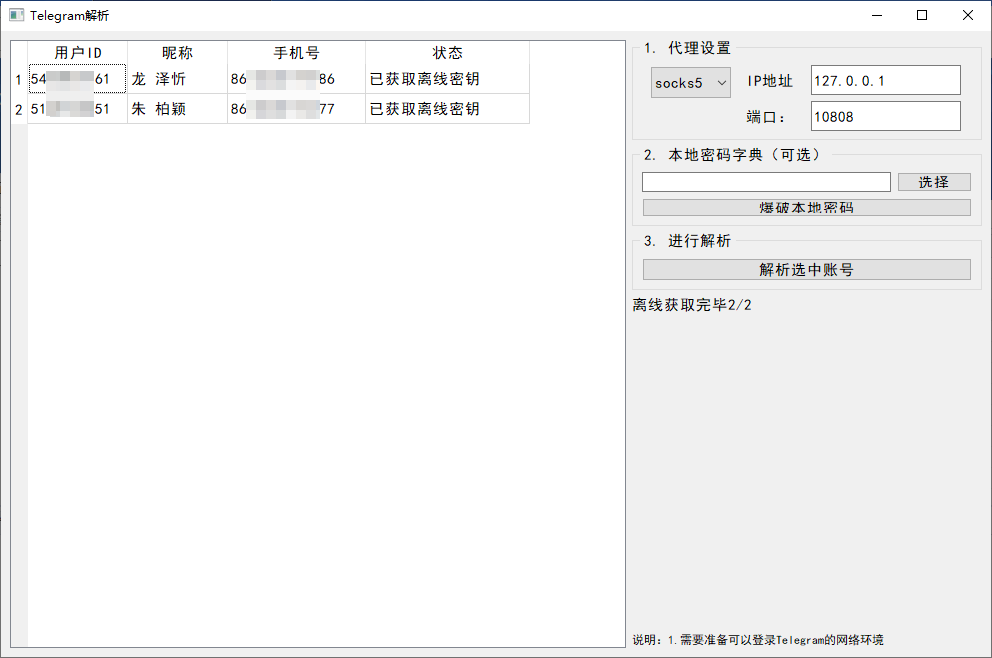 Telegram解析
用户ID 昵称 手机号 状态
1 54 61 龙 泽忻 86 86 已获取离线密钥
2 51 51 朱 柏颖 86 77 已获取离线密钥
1. 代理设置
socks5 IP地址 127.0.0.1
端口： 10808
2. 本地密码字典（可选）
选择
爆破本地密码
3. 进行解析
解析选中账号
离线获取完毕2/2
说明：1.需要准备可以登录Telegram的网络环境